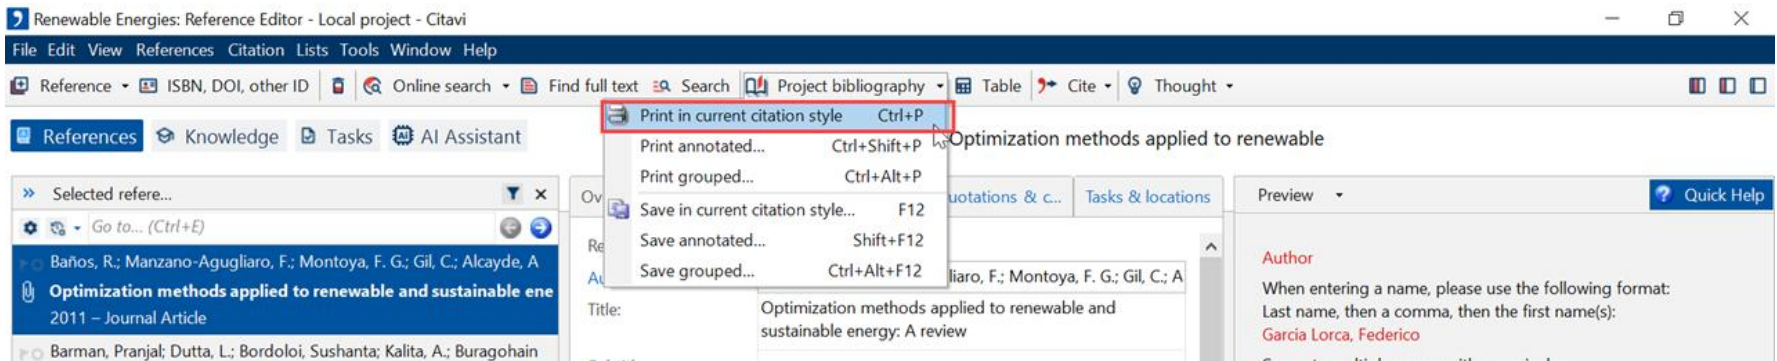 Renewable Energies: Reference Editor - Local project - Citavi
File Edit View References Citation Lists Tools Window Help
Reference ISBN, DOI, other ID Online search Find full text Search Project bibliography Table Cite Thought
Print in current citation style Ctrl+P
References Knowledge Tasks AI Assistant
Optimization methods applied to renewable
Print annotated... Ctrl+Shift+P
Print grouped... Ctrl+Alt+P
Save in current citation style... F12
Save annotated... Shift+F12
Save grouped... Ctrl+Alt+F12
Selected refere...
Go to... (Ctrl+E)
Baños, R.; Manzano-Agugliaro, F.; Montoya, F. G.; Gil, C.; Alcayde, A
Optimization methods applied to renewable and sustainable ene
2011 – Journal Article
Barman, Pranjal; Dutta, L.; Bordoloi, Sushanta; Kalita, A.; Buragohain
Ov
uotations & c... Tasks & locations
Re
Au
liaro, F.; Montoya, F. G.; Gil, C.; A
Title: Optimization methods applied to renewable and
sustainable energy: A review
Preview Quick Help
Author
When entering a name, please use the following format:
Last name, then a comma, then the first name(s):
Garcia Lorca, Federico